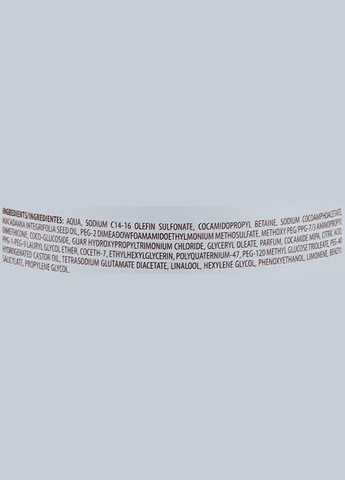 INGREDIENTS/INGREDIENTES: AQUA, SODIUM C14-16 OLEFIN SULFONATE, COCAMIDOPROPYL BETAINE, SODIUM COCOAMPHOACETATE,
MACADAMIA INTEGRIFOLIA SEED OIL, PEG-2 DIMEADOWFOAMAMIDOETHYLMONIUM METHOSULFATE, METHOXY PEG/PPG-7/3 AMINOPROPYL
DIMETHICONE, COCO-GLUCOSIDE, GUAR HYDROXYPROPYLTRIMONIUM CHLORIDE, GLYCERYL OLEATE, PARFUM, COCAMIDE MIPA, CITRIC ACID,
PPG-1-PEG-9 LAURYL GLYCOL ETHER, COCETH-7, ETHYLHEXYLGLYCERIN, POLYQUATERNIUM-47, PEG-120 METHYL GLUCOSE TRIOLEATE, PEG-40
HYDROGENATED CASTOR OIL, TETRASODIUM GLUTAMATE DIACETATE, LINALOOL, HEXYLENE GLYCOL, PHENOXYETHANOL, LIMONENE, BENZYL
SALICYLATE, PROPYLENE GLYCOL.